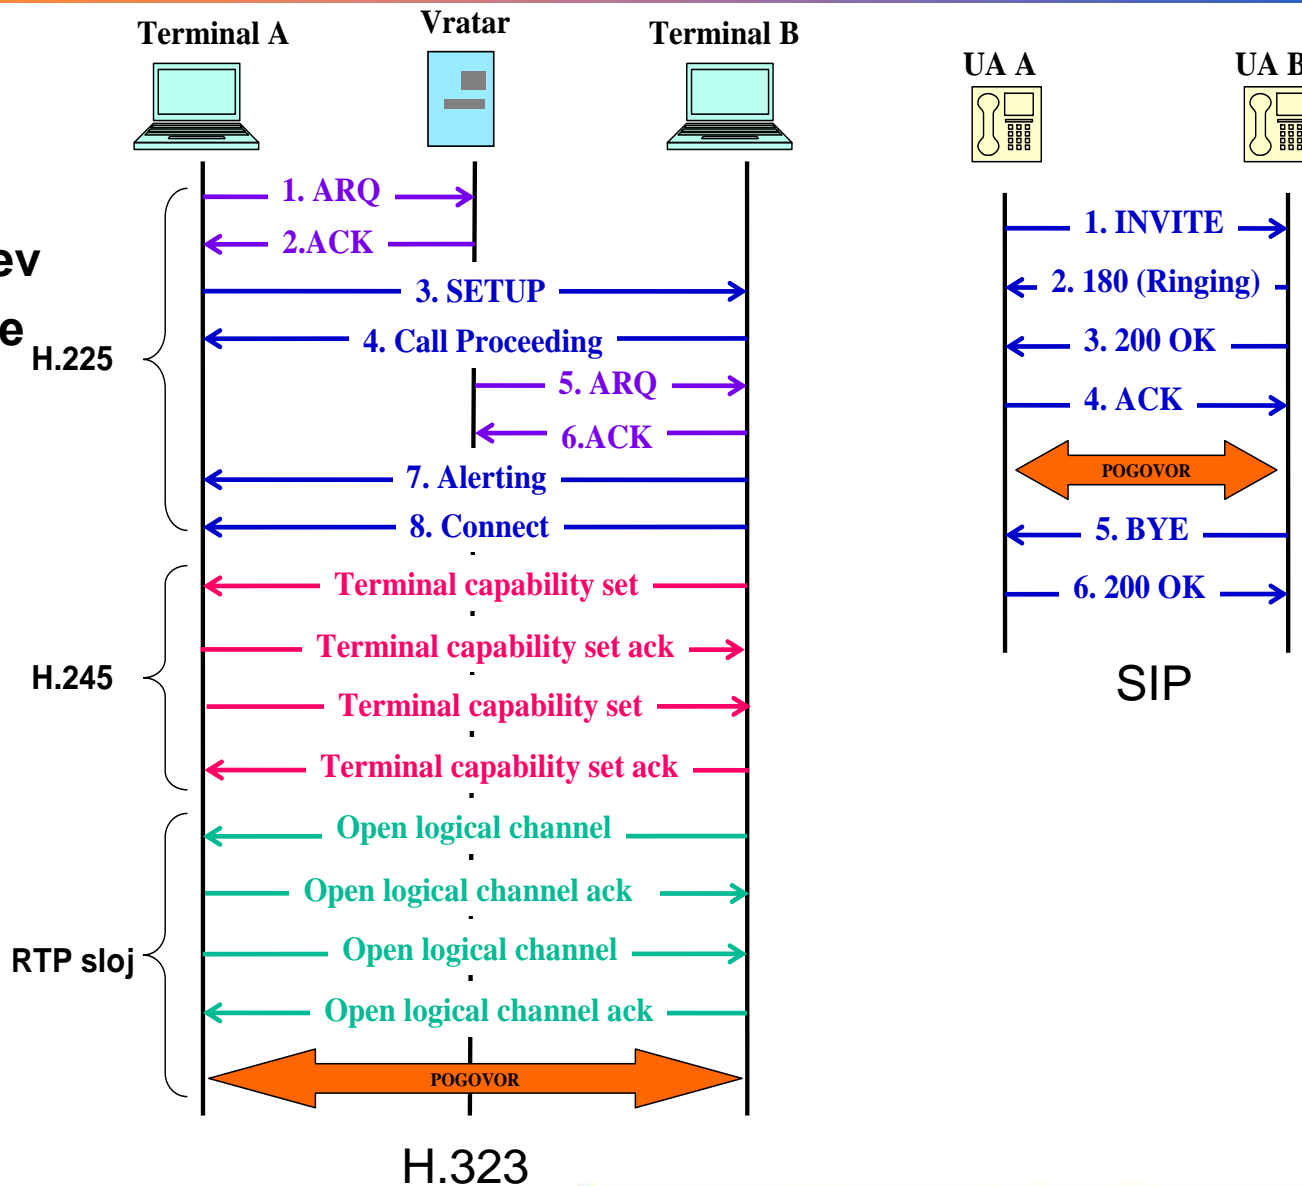 Terminal A
Vratar
Terminal B
1. ARQ
2.ACK
3. SETUP
4. Call Proceeding
5. ARQ
6.ACK
7. Alerting
8. Connect
H.225
Terminal capability set
Terminal capability set ack
Terminal capability set
Terminal capability set ack
H.245
Open logical channel
Open logical channel ack
Open logical channel
Open logical channel ack
RTP sloj
POGOVOR
H.323
UA A
UA B
1. INVITE
2. 180 (Ringing)
3. 200 OK
4. ACK
POGOVOR
5. BYE
6. 200 OK
SIP